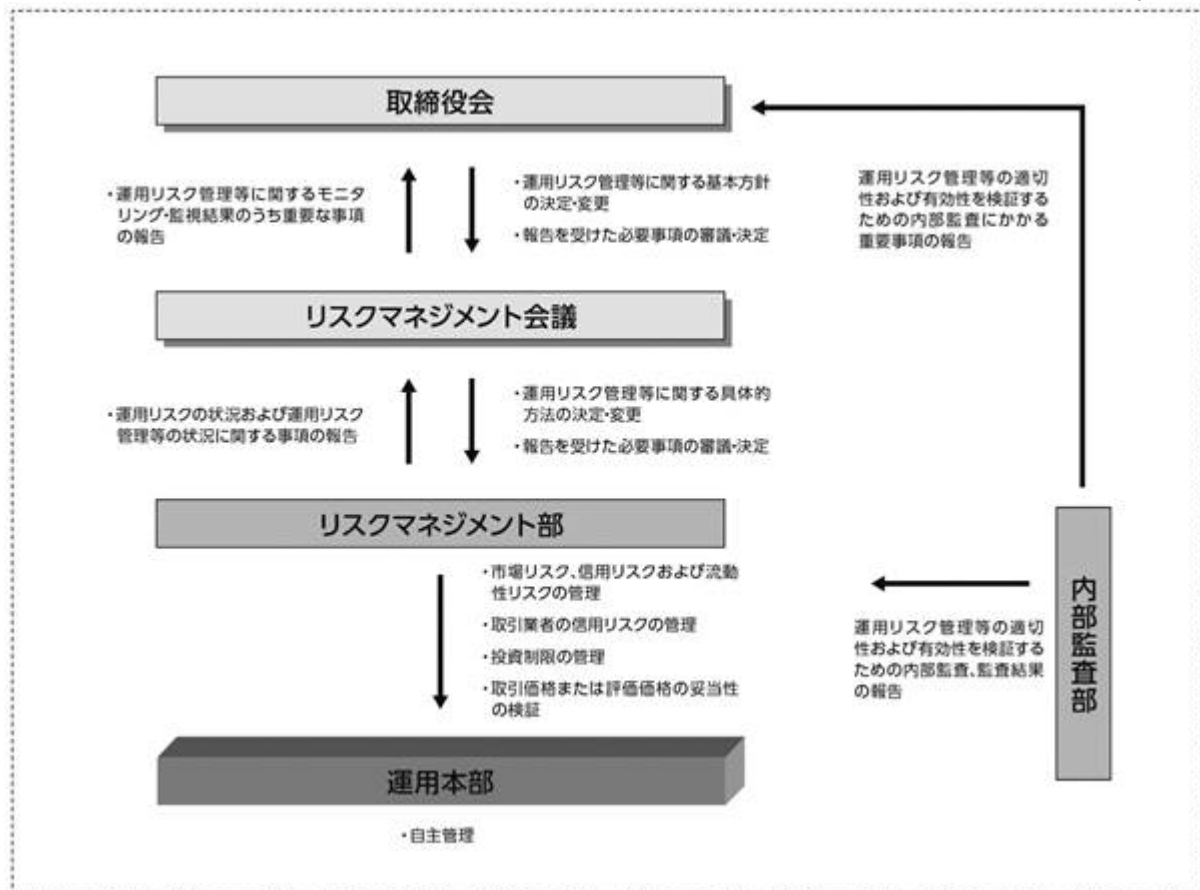 取締役会
・運用リスク管理等に関するモニタ
リング・監視結果のうち重要な事項
の報告
・運用リスク管理等に関する基本方針
の決定・変更
・報告を受けた必要事項の審議・決定
運用リスク管理等の適切
性および有効性を検証す
るための内部監査にかかる
重要事項の報告
リスクマネジメント会議
・運用リスクの状況および運用リスク
管理等の状況に関する事項の報告
・運用リスク管理等に関する具体的
方法の決定・変更
・報告を受けた必要事項の審議・決定
リスクマネジメント部
・市場リスク、信用リスクおよび流動
性リスクの管理
・取引業者の信用リスクの管理
・投資制限の管理
・取引価格または評価価格の妥当性
の検証
運用リスク管理等の適切
性および有効性を検証する
ための内部監査、監査結果
の報告
内部監査部
運用本部
・自主管理